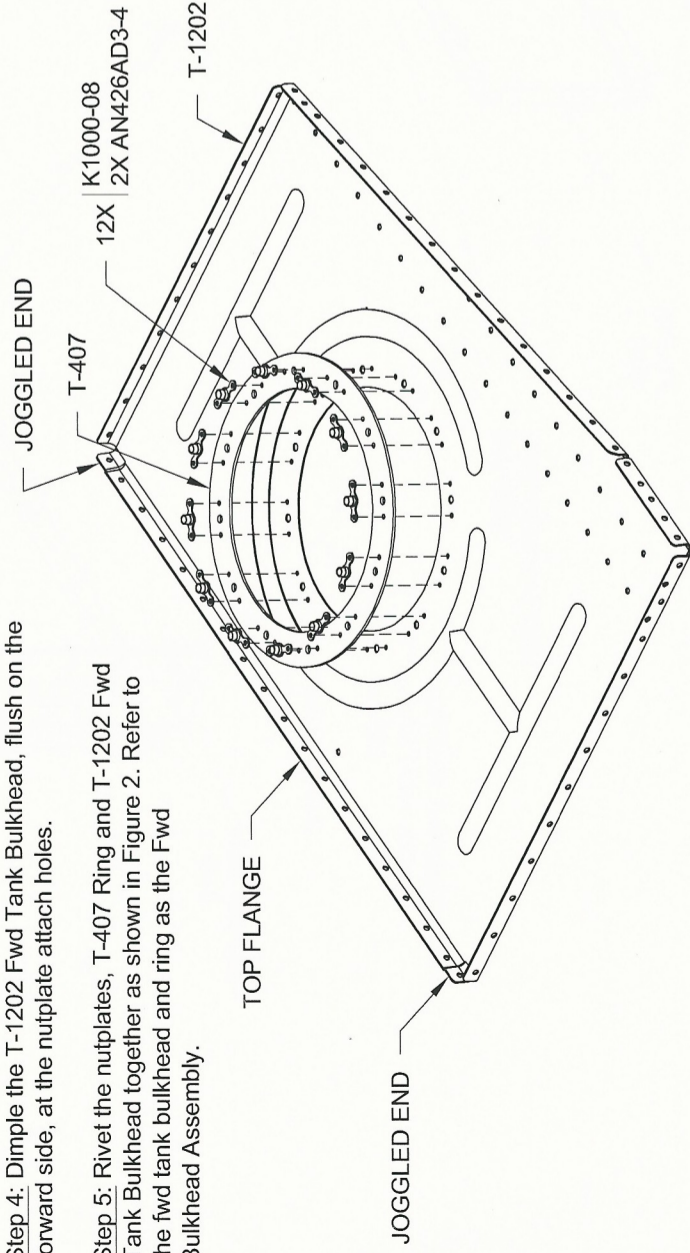 Step 4: Dimple the T-1202 Fwd Tank Bulkhead, flush on the
forward side, at the nutplate attach holes.
Step 5: Rivet the nutplates, T-407 Ring and T-1202 Fwd
Tank Bulkhead together as shown in Figure 2. Refer to
the fwd tank bulkhead and ring as the Fwd
Bulkhead Assembly.
JOGGLED END
T-407
12X
K1000-08
2X AN426AD3-4
T-1202
TOP FLANGE
JOGGLED END